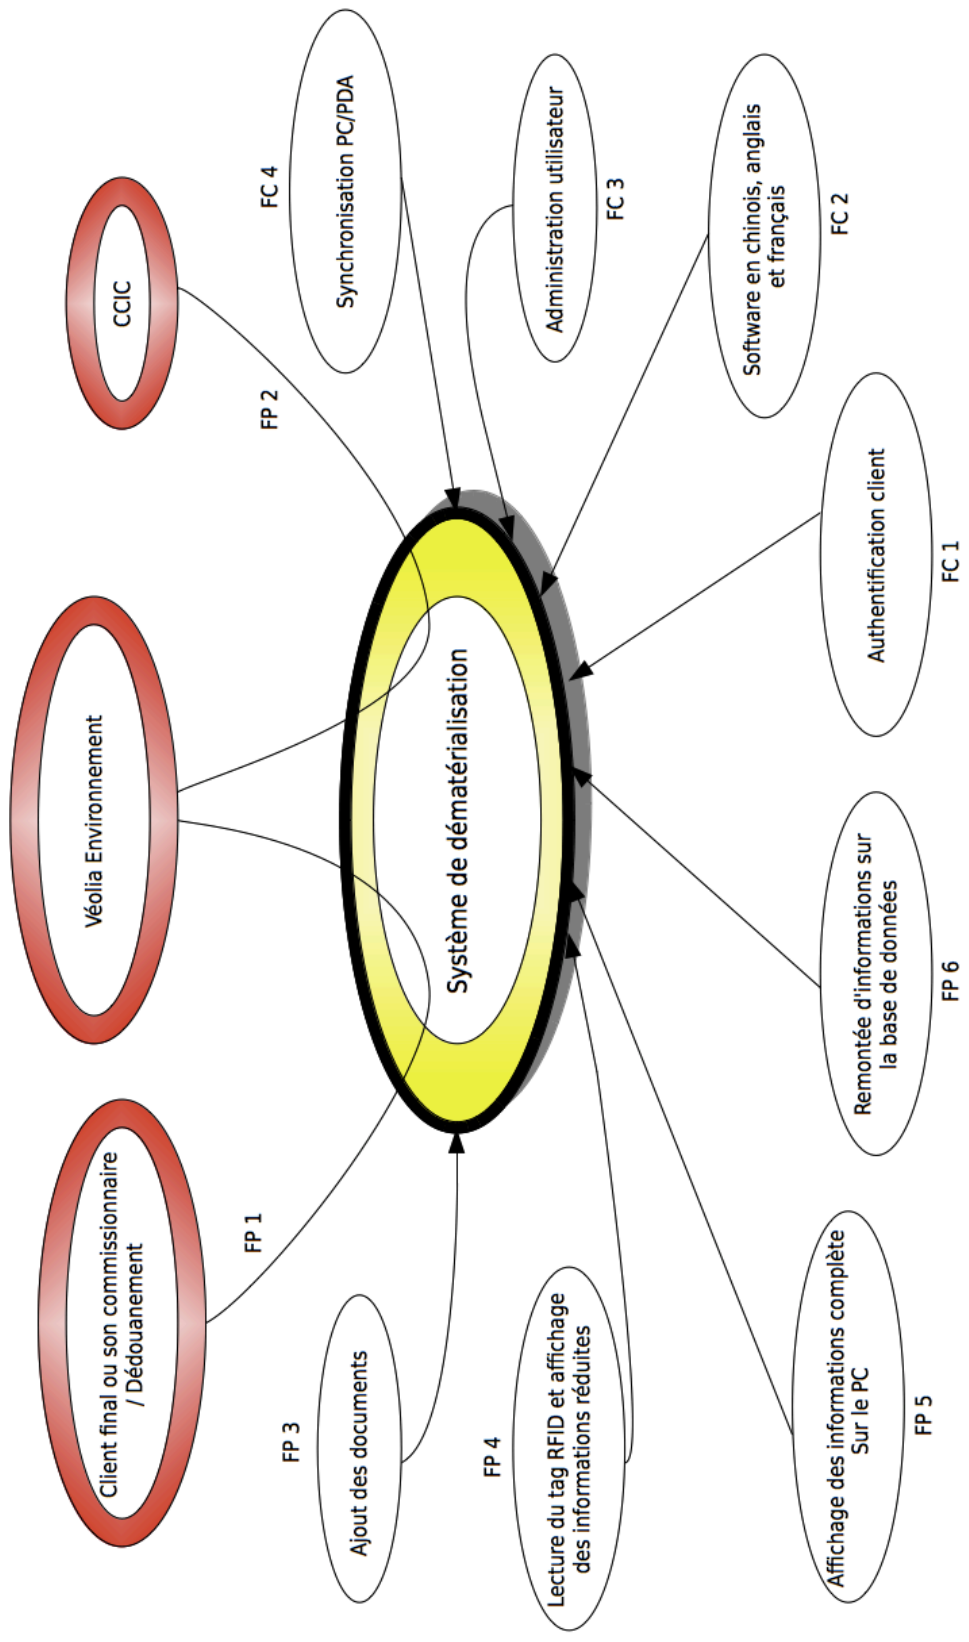 Véolia Environnement
Client final ou son commissionnaire
/ Dédouanement
CCIC
FP 1
FP 2
FP 3
Ajout des documents
FC 4
Synchronisation PC/PDA
Système de dématérialisation
FP 4
Lecture du tag RFID et affichage
des informations réduites
Administration utilisateur
FC 3
Affichage des informations complète
Sur le PC
FP 5
Remontée d'informations sur
la base de données
FP 6
Authentification client
FC 1
Software en chinois, anglais
et français
FC 2